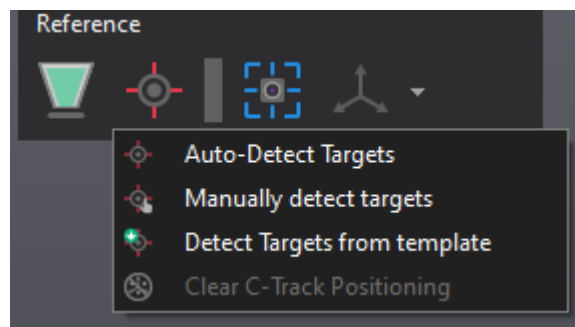 Reference
Auto-Detect Targets
Manually detect targets
Detect Targets from template
Clear C-Track Positioning